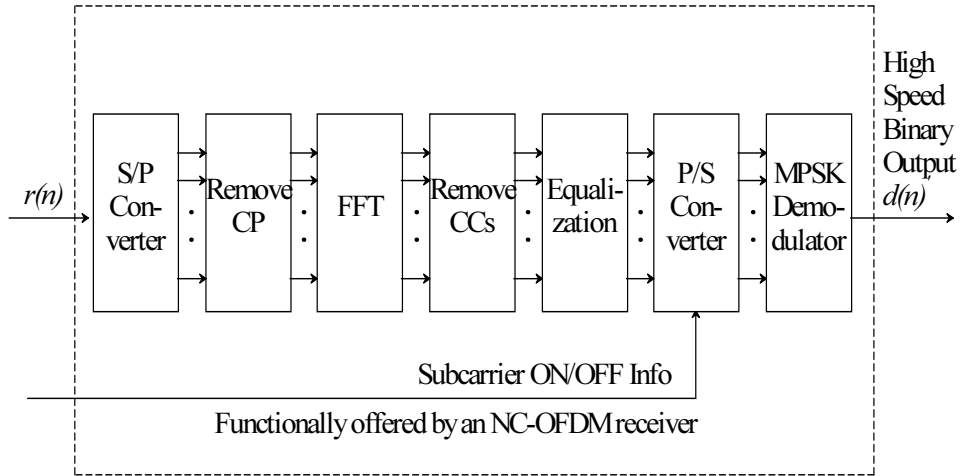 r(n)
S/P
Con-
verter
Remove
CP
FFT
Remove
CCs
Equali-
zation
P/S
Con-
verter
MPSK
Demo-
dulator
High
Speed
Binary
Output
d(n)
Subcarrier ON/OFF Info
Functionally offered by an NC-OFDM receiver